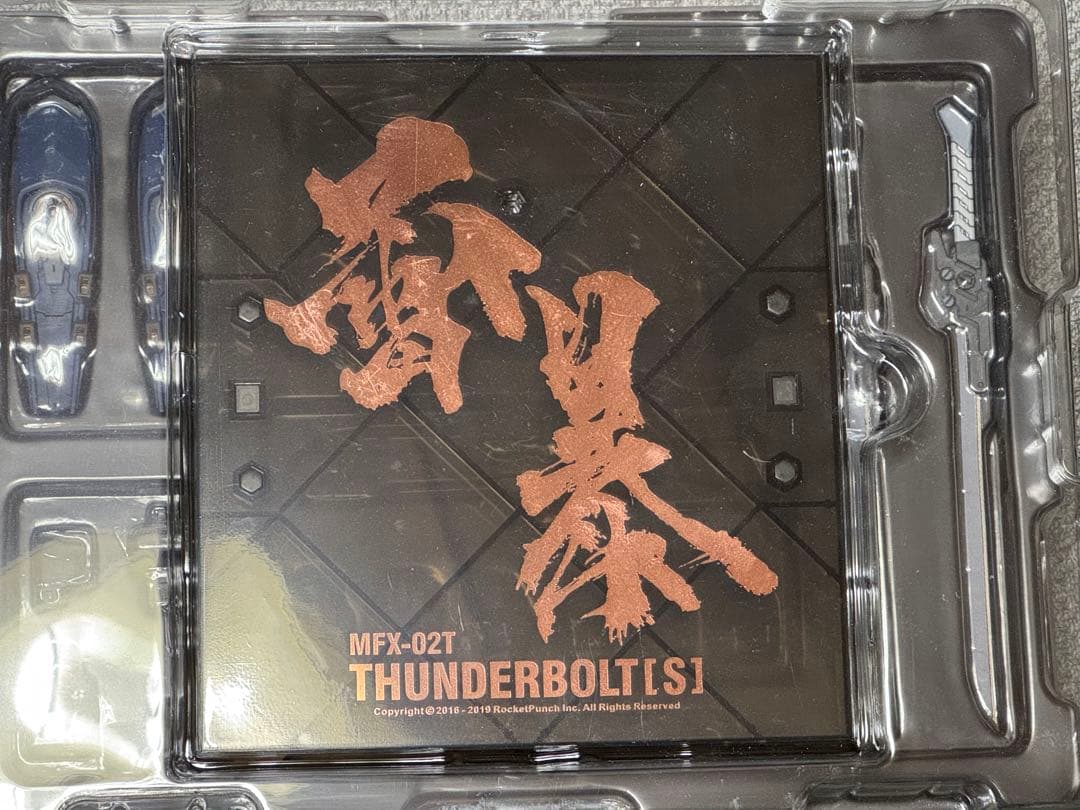 雷暴
MFX-02T
THUNDERBOLT[S]
Copyright © 2016 - 2019 RocketPunch Inc. All Rights Reserved